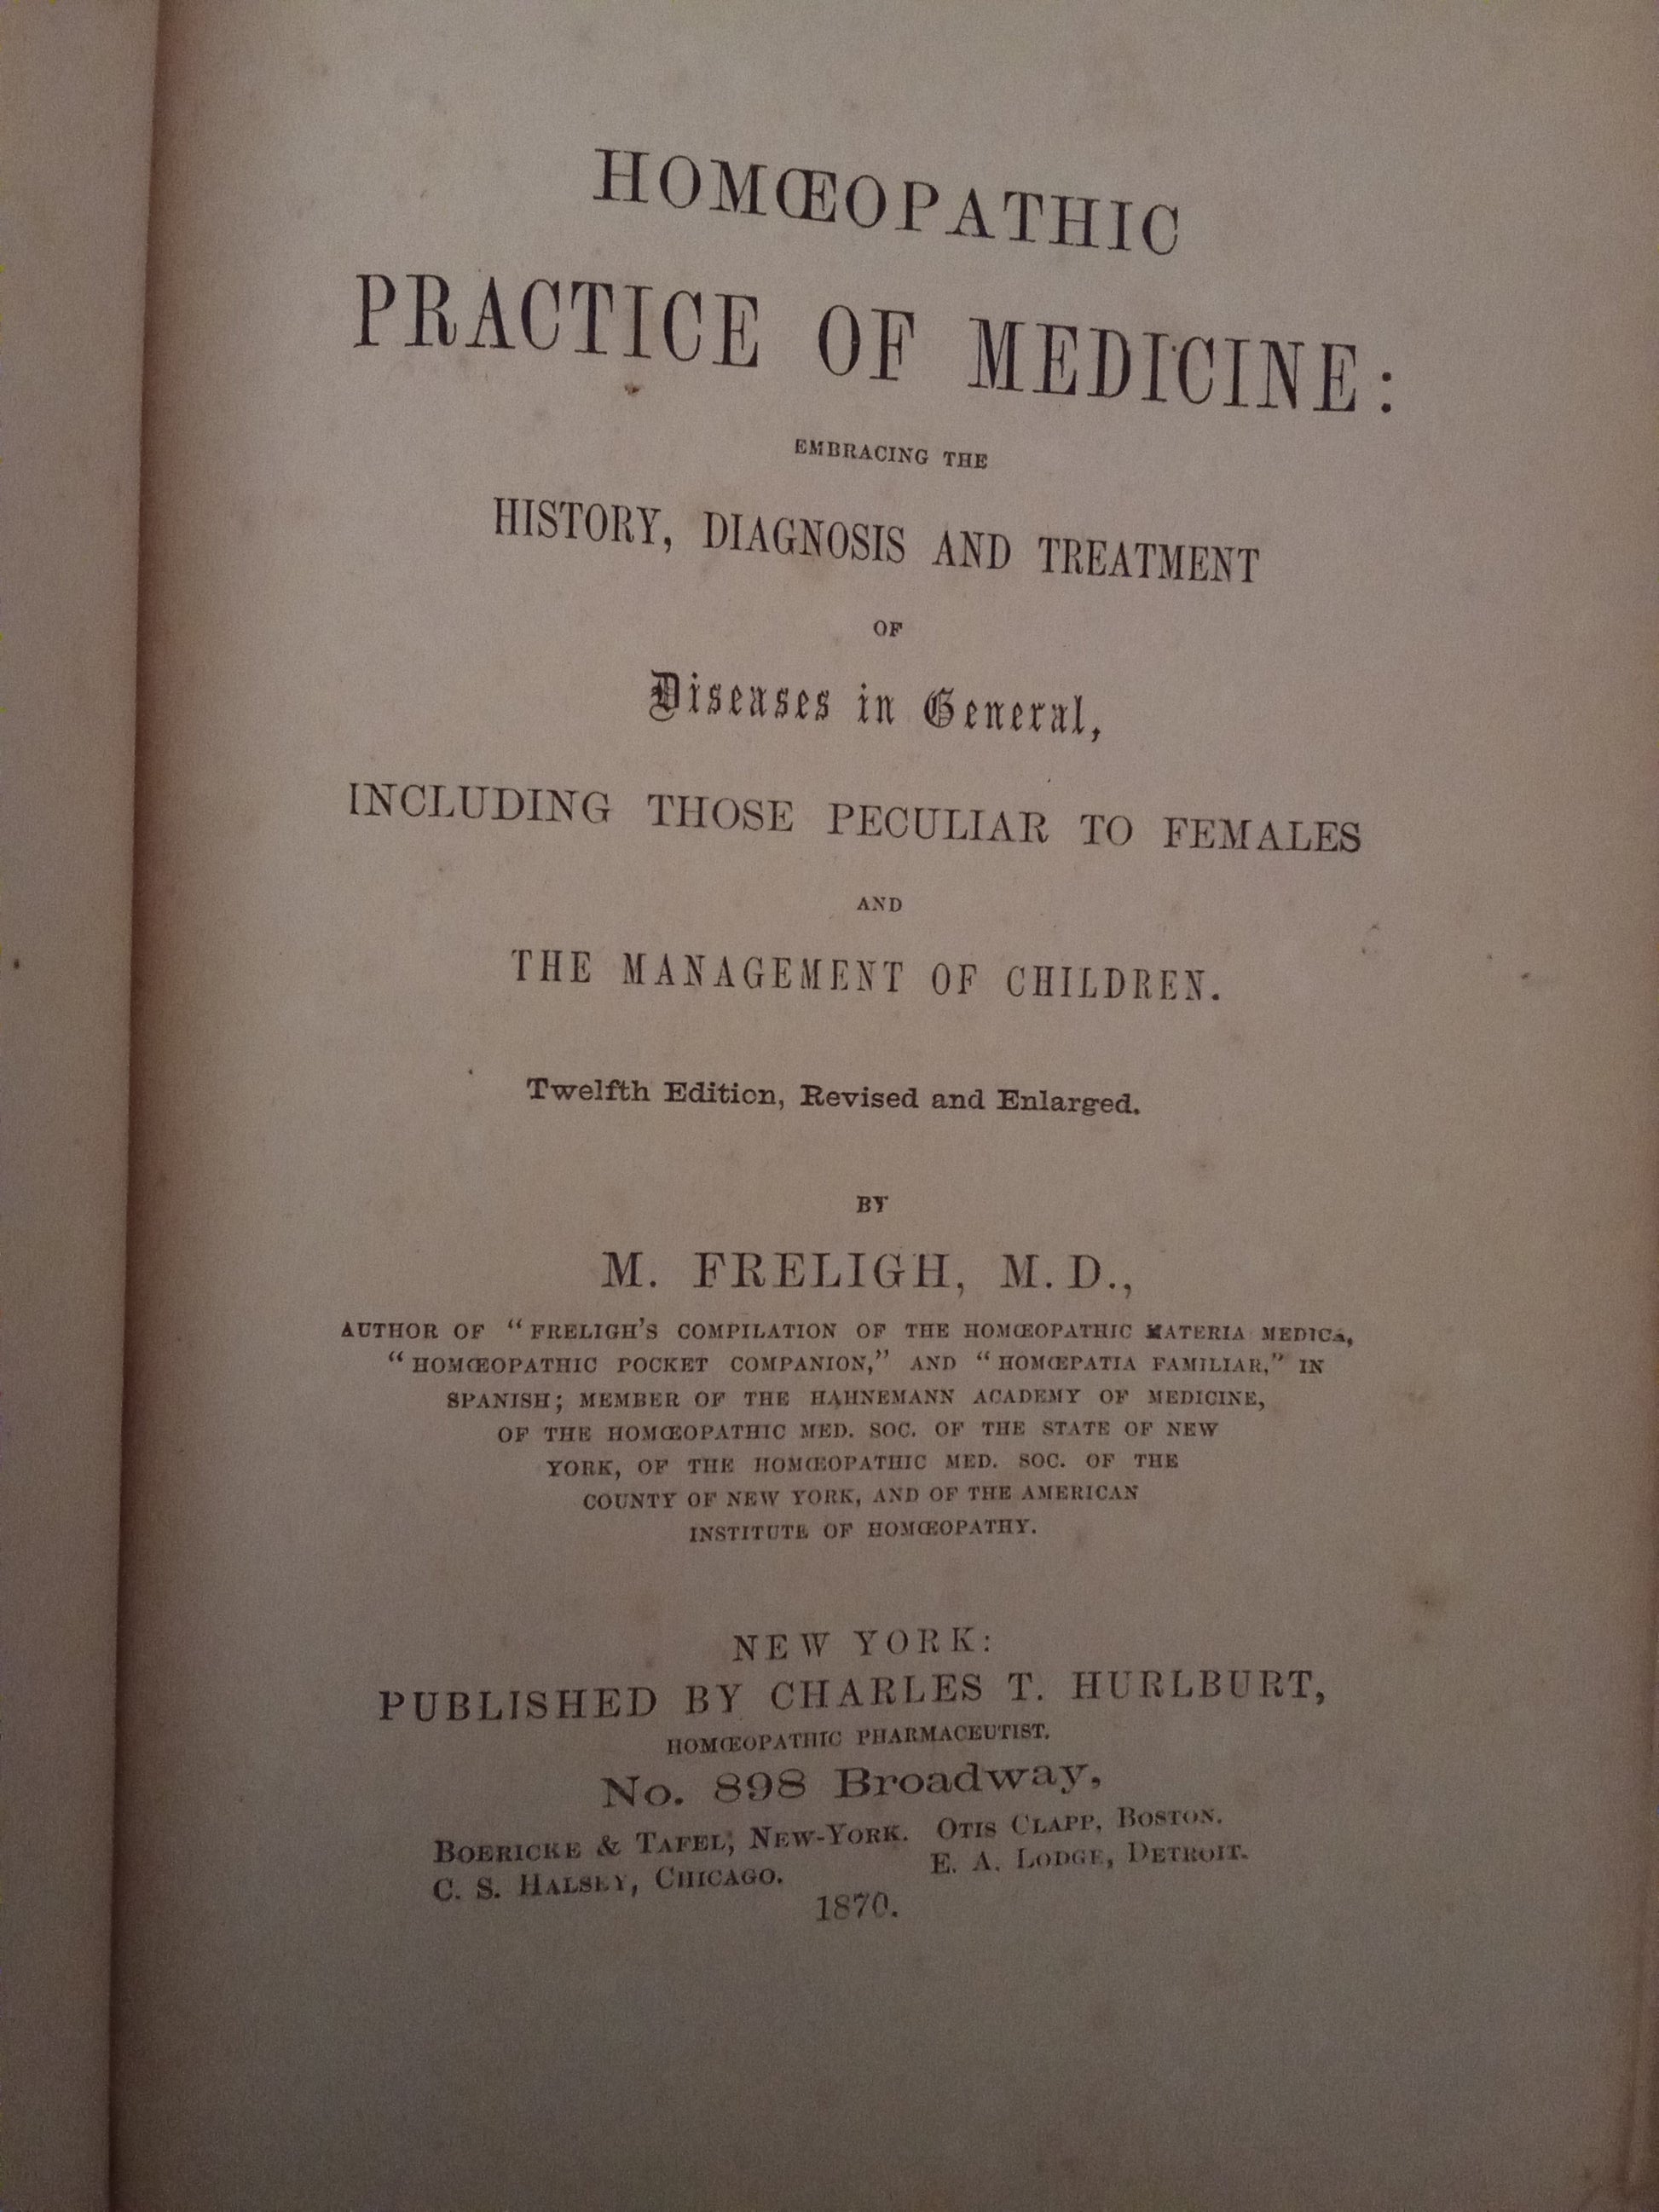 HOMŒOPATHIC
PRACTICE OF MEDICINE:
EMBRACING THE
HISTORY, DIAGNOSIS AND TREATMENT
OF
Diseases in General,
INCLUDING THOSE PECULIAR TO FEMALES
AND
THE MANAGEMENT OF CHILDREN.
Twelfth Edition, Revised and Enlarged.
BY
M. FRELIGH, M. D.,
AUTHOR OF "FRELIGH'S COMPILATION OF THE HOMŒOPATHIC MATERIA MEDICA,
"HOMŒOPATHIC POCKET COMPANION," AND "HOMŒPATIA FAMILIAR," IN
SPANISH; MEMBER OF THE HAHNEMANN ACADEMY OF MEDICINE,
OF THE HOMŒOPATHIC MED. SOC. OF THE STATE OF NEW
YORK, OF THE HOMŒOPATHIC MED. SOC. OF THE
COUNTY OF NEW YORK, AND OF THE AMERICAN
INSTITUTE OF HOMŒOPATHY.
NEW YORK:
PUBLISHED BY CHARLES T. HURLBURT,
HOMŒOPATHIC PHARMACEUTIST.
No. 898 Broadway,
BOERICKE & TAFEL, NEW-YORK. OTIS CLAPP, BOSTON.
C. S. HALSEY, CHICAGO. E. A. LODGE, DETROIT.
1870.